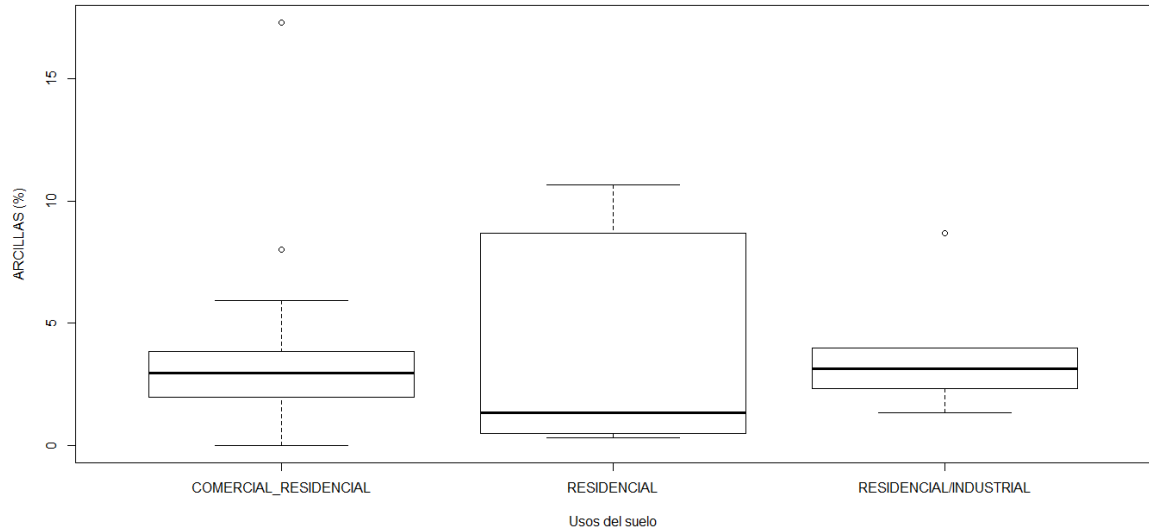 ARCILLAS (%)
15
10
5
0
COMERCIAL_RESIDENCIAL RESIDENCIAL RESIDENCIAL/INDUSTRIAL
Usos del suelo